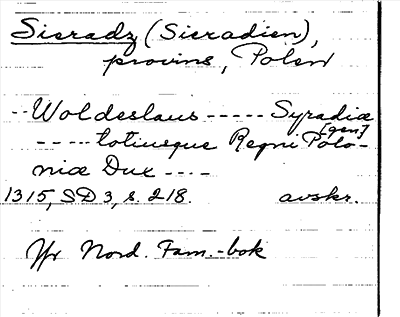 Sieradz (Sieradien),
provins, Polen
-- Woldeslaus ----- Syradiæ
[gen]
----- totiusque Regni Polo-
niæ Dux ----
1315, SD 3, s. 218. avskr.
Jfr Nord. Fam.-bok